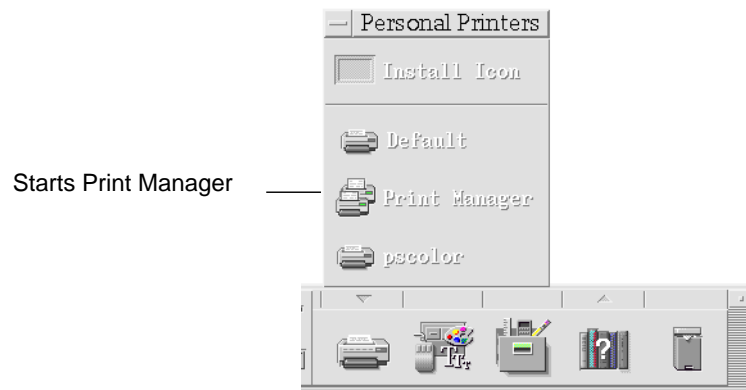 Personal Printers
Install Icon
Default
Starts Print Manager
Print Manager
pscolor
?